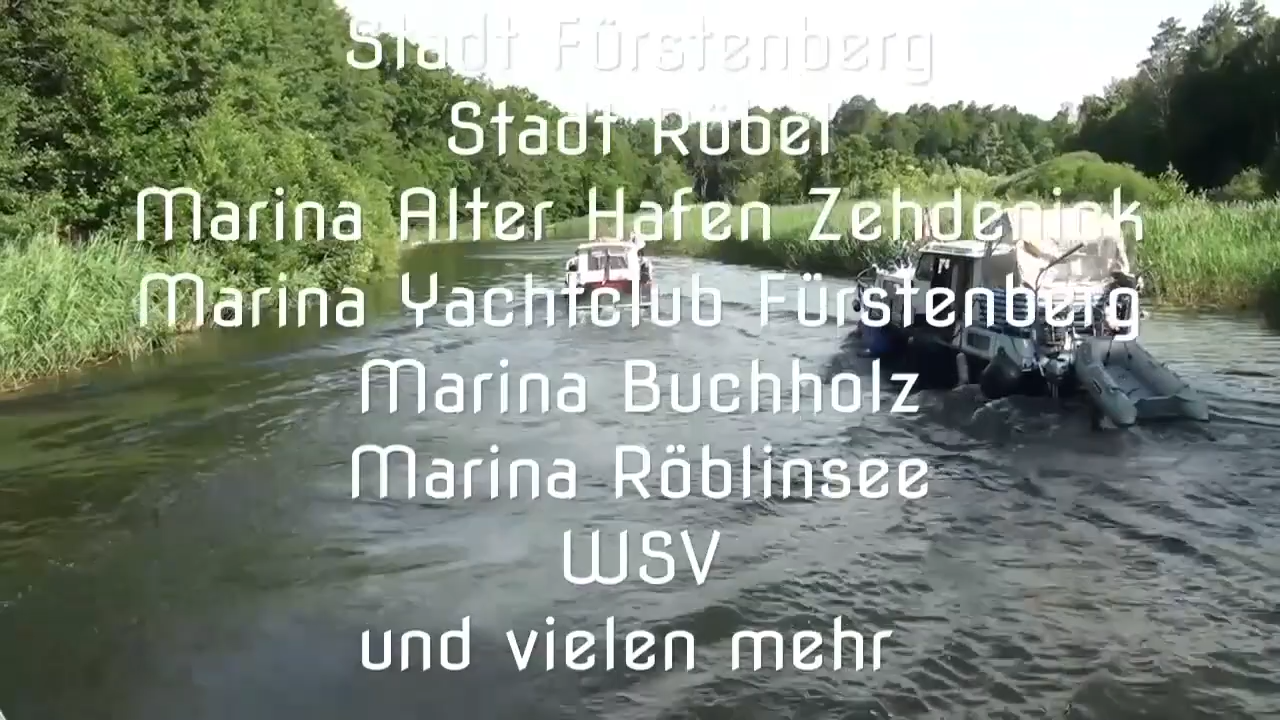 Stadt Fürstenberg
Stadt Röbel
Marina Alter Hafen Zehdenick
Marina Yachtclub Fürstenberg
Marina Buchholz
Marina Röblinsee
WSV
und vielen mehr